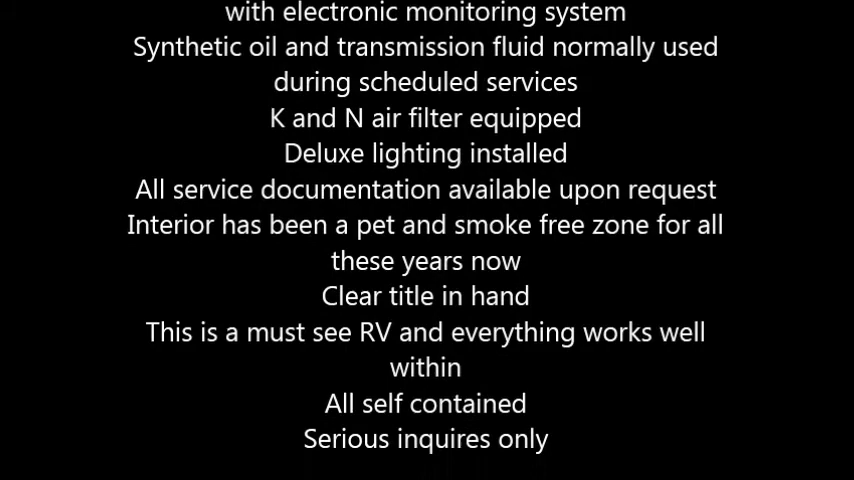 with electronic monitoring system
Synthetic oil and transmission fluid normally used
during scheduled services
K and N air filter equipped
Deluxe lighting installed
All service documentation available upon request
Interior has been a pet and smoke free zone for all
these years now
Clear title in hand
This is a must see RV and everything works well
within
All self contained
Serious inquires only